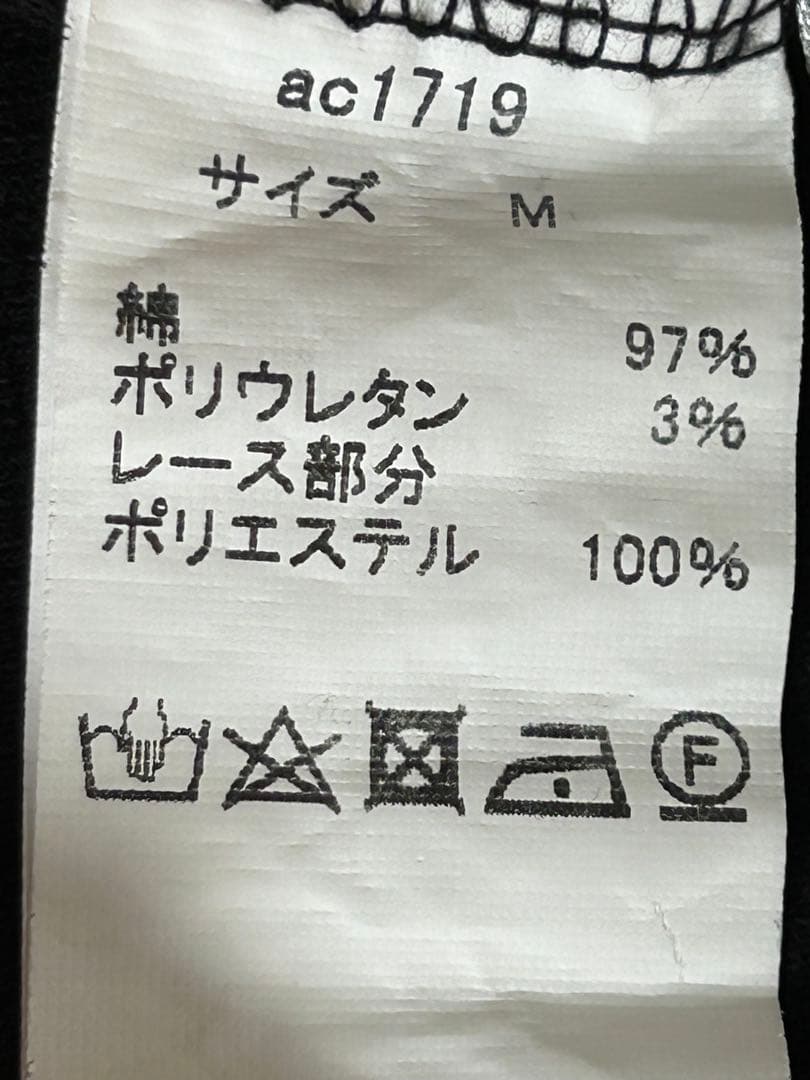 ac1719
サイズ M
綿 97%
ポリウレタン 3%
レース部分
ポリエステル 100%
F